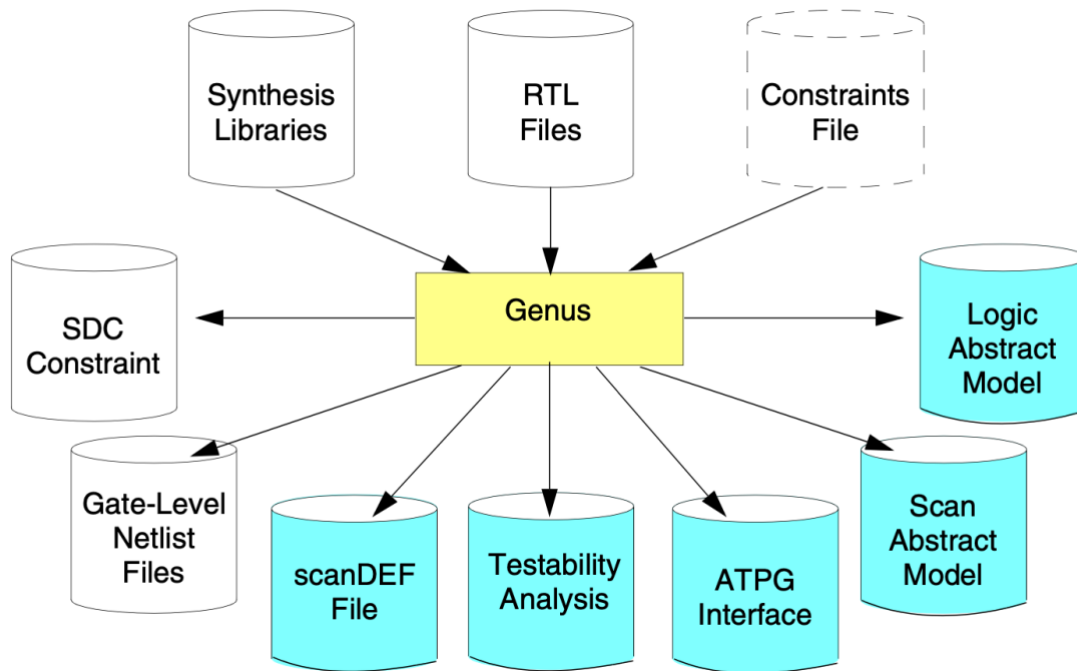 Synthesis
Libraries
RTL
Files
Constraints
File
Genus
SDC
Constraint
Logic
Abstract
Model
Gate-Level
Netlist
Files
scanDEF
File
Testability
Analysis
ATPG
Interface
Scan
Abstract
Model